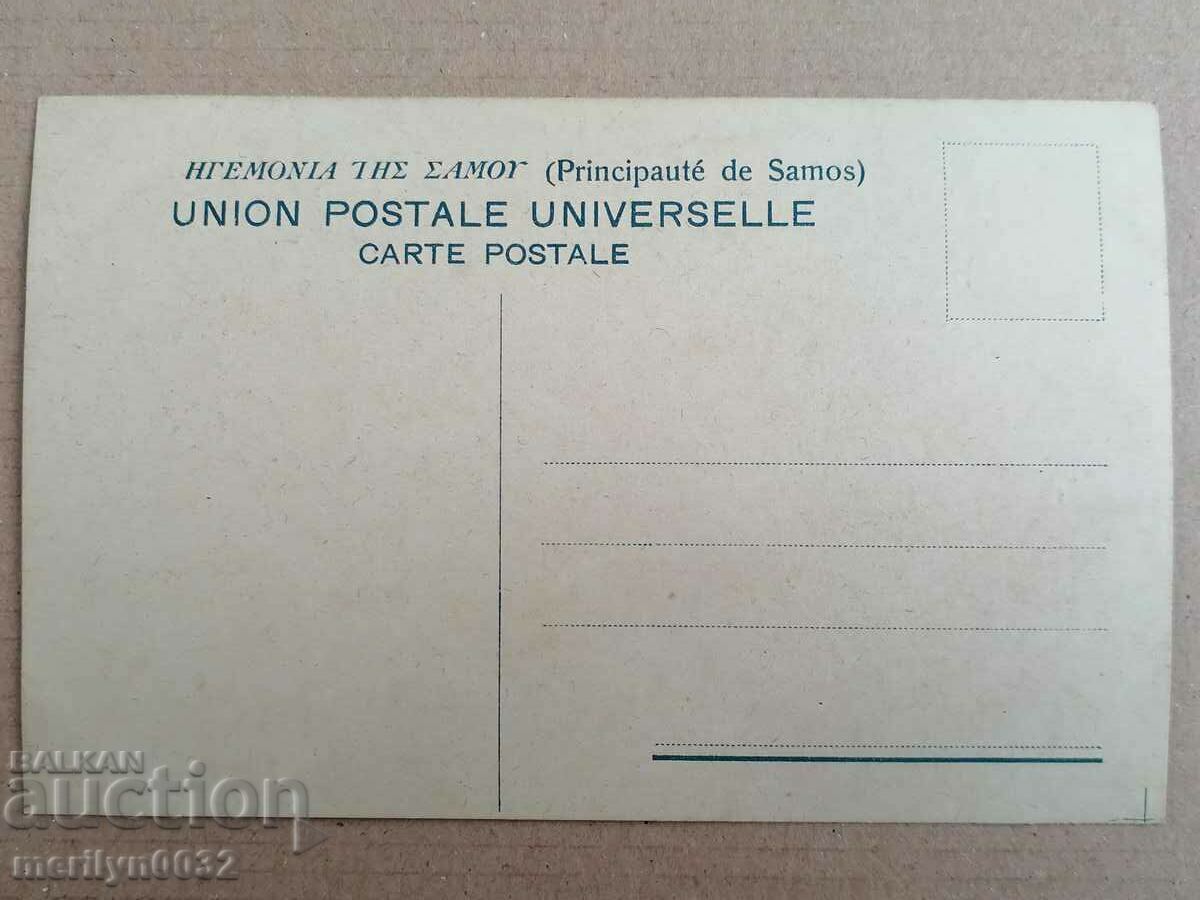 ΗΓΕΜΟΝΙΑ ΤΗΣ ΣΑΜΟΥ (Principauté de Samos)
UNION POSTALE UNIVERSELLE
CARTE POSTALE
BALKAN
auction
merilyn0032